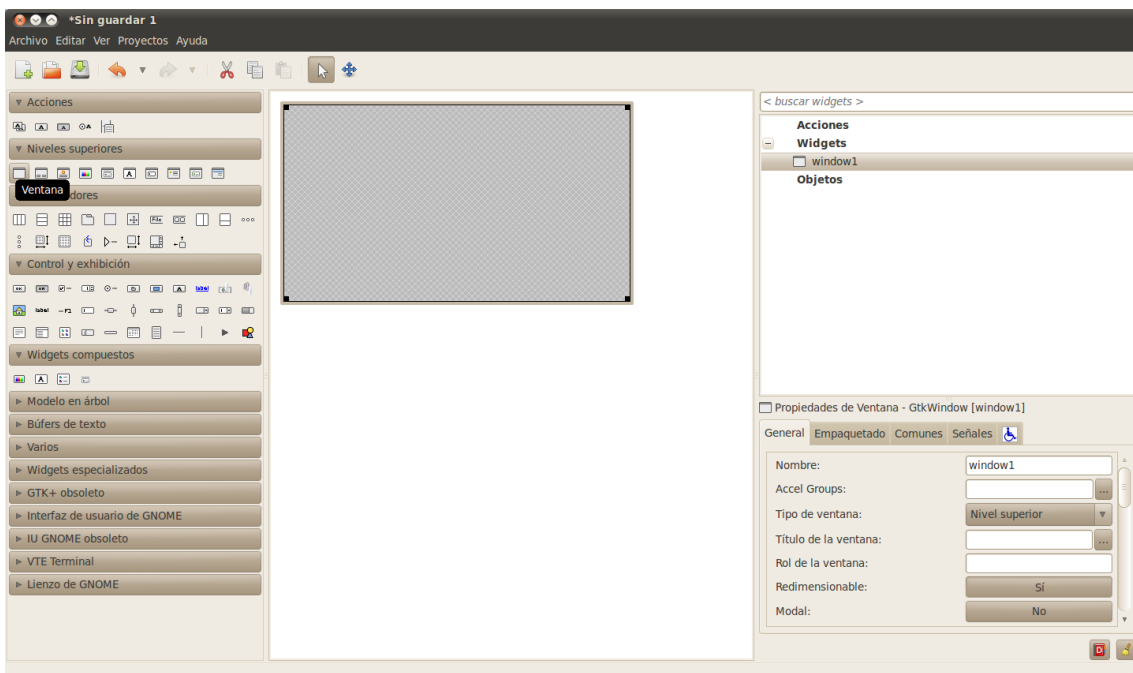 *Sin guardar 1
Archivo Editar Ver Proyectos Ayuda
Acciones
Niveles superiores
Ventana
dores
Control y exhibición
Widgets compuestos
Modelo en árbol
Búfers de texto
Varios
Widgets especializados
GTK+ obsoleto
Interfaz de usuario de GNOME
IU GNOME obsoleto
VTE Terminal
Lienzo de GNOME
< buscar widgets >
Acciones
Widgets
window1
Objetos
Propiedades de Ventana - GtkWindow [window1]
General Empaquetado Comunes Señales
Nombre: window1
Accel Groups: ...
Tipo de ventana: Nivel superior
Título de la ventana: ...
Rol de la ventana:
Redimensionable: Sí
Modal: No